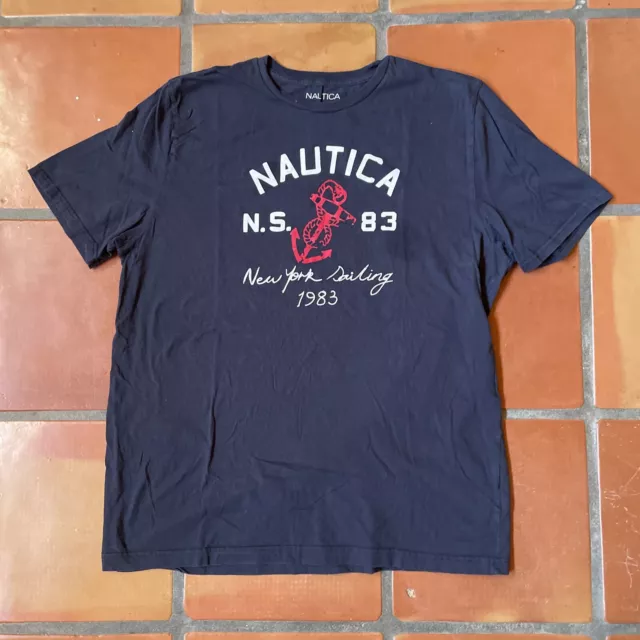 NAUTICA
NAUTICA
N.S. 83
New York Sailing
1983